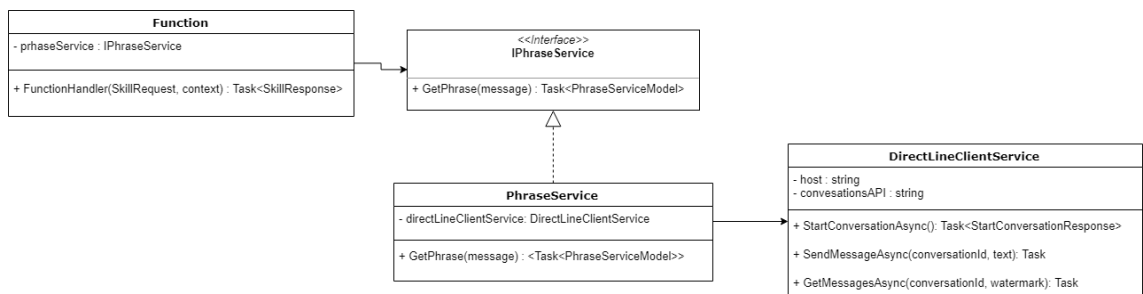 Function
- prhaseService : IPhraseService
+ FunctionHandler(SkillRequest, context) : Task<SkillResponse>
<<Interface>>
IPhraseService
+ GetPhrase(message) : Task<PhraseServiceModel>
PhraseService
- directLineClientService: DirectLineClientService
+ GetPhrase(message) : <Task<PhraseServiceModel>>
DirectLineClientService
- host : string
- convesationsAPI : string
+ StartConversationAsync(): Task<StartConversationResponse>
+ SendMessageAsync(conversationId, text): Task
+ GetMessagesAsync(conversationId, watermark): Task